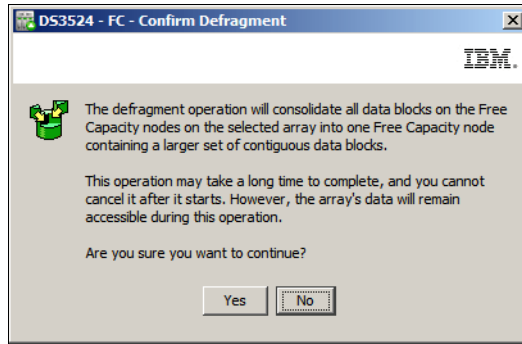 DS3524 - FC - Confirm Defragment
IBM.
The defragment operation will consolidate all data blocks on the Free
Capacity nodes on the selected array into one Free Capacity node
containing a larger set of contiguous data blocks.
This operation may take a long time to complete, and you cannot
cancel it after it starts. However, the array's data will remain
accessible during this operation.
Are you sure you want to continue?
Yes No